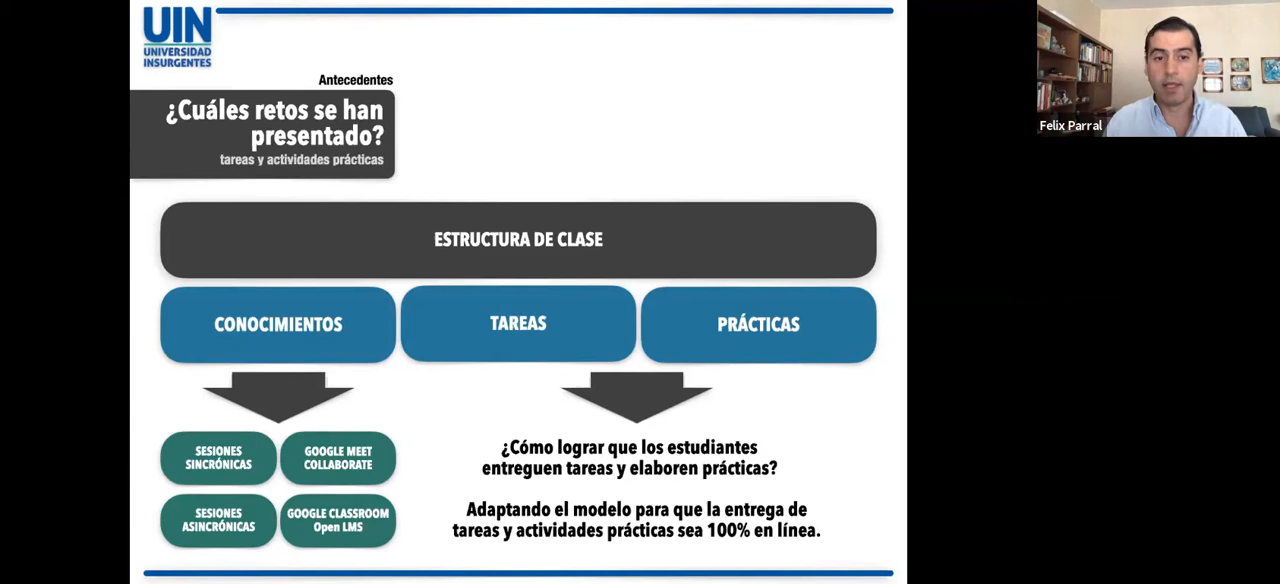 UIN
UNIVERSIDAD
INSURGENTES
Antecedentes
¿Cuáles retos se han
presentado?
tareas y actividades prácticas
ESTRUCTURA DE CLASE
CONOCIMIENTOS
TAREAS
PRÁCTICAS
SESIONES
SINCRÓNICAS
GOOGLE MEET
COLLABORATE
SESIONES
ASINCRÓNICAS
GOOGLE CLASSROOM
Open LMS
¿Cómo lograr que los estudiantes
entreguen tareas y elaboren prácticas?
Adaptando el modelo para que la entrega de
tareas y actividades prácticas sea 100% en línea.
Felix Parral